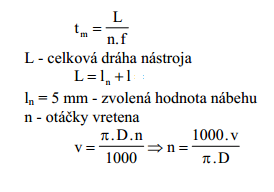 t_m = L / n.f
L - celková dráha nástroja
L = l_n + l
l_n = 5 mm - zvolená hodnota nábehu
n - otáčky vretena
v = π.D.n / 1000 ⇒ n = 1000.v / π.D